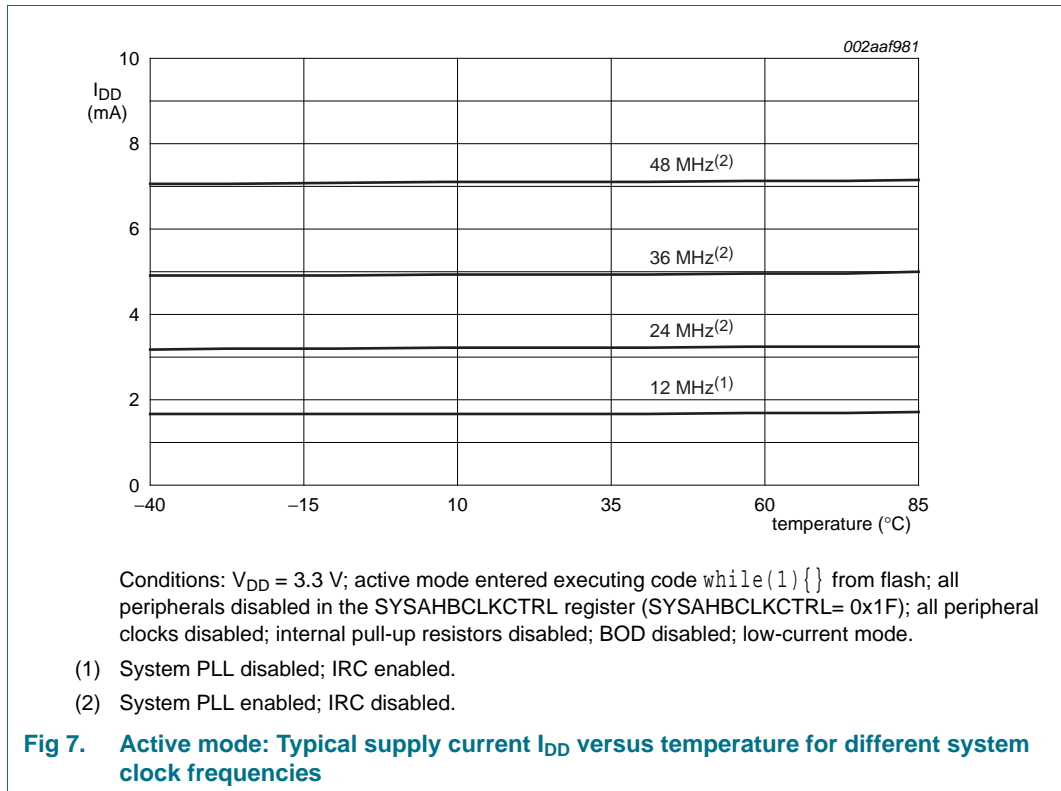 002aaf981
10
I_DD
(mA)
8
48 MHz(2)
6
36 MHz(2)
4
24 MHz(2)
12 MHz(1)
2
0
−40 −15 10 35 60 85
temperature (°C)
Conditions: V_DD = 3.3 V; active mode entered executing code while(1){} from flash; all
peripherals disabled in the SYSAHBCLKCTRL register (SYSAHBCLKCTRL= 0x1F); all peripheral
clocks disabled; internal pull-up resistors disabled; BOD disabled; low-current mode.
(1) System PLL disabled; IRC enabled.
(2) System PLL enabled; IRC disabled.
Fig 7. Active mode: Typical supply current I_DD versus temperature for different system
clock frequencies